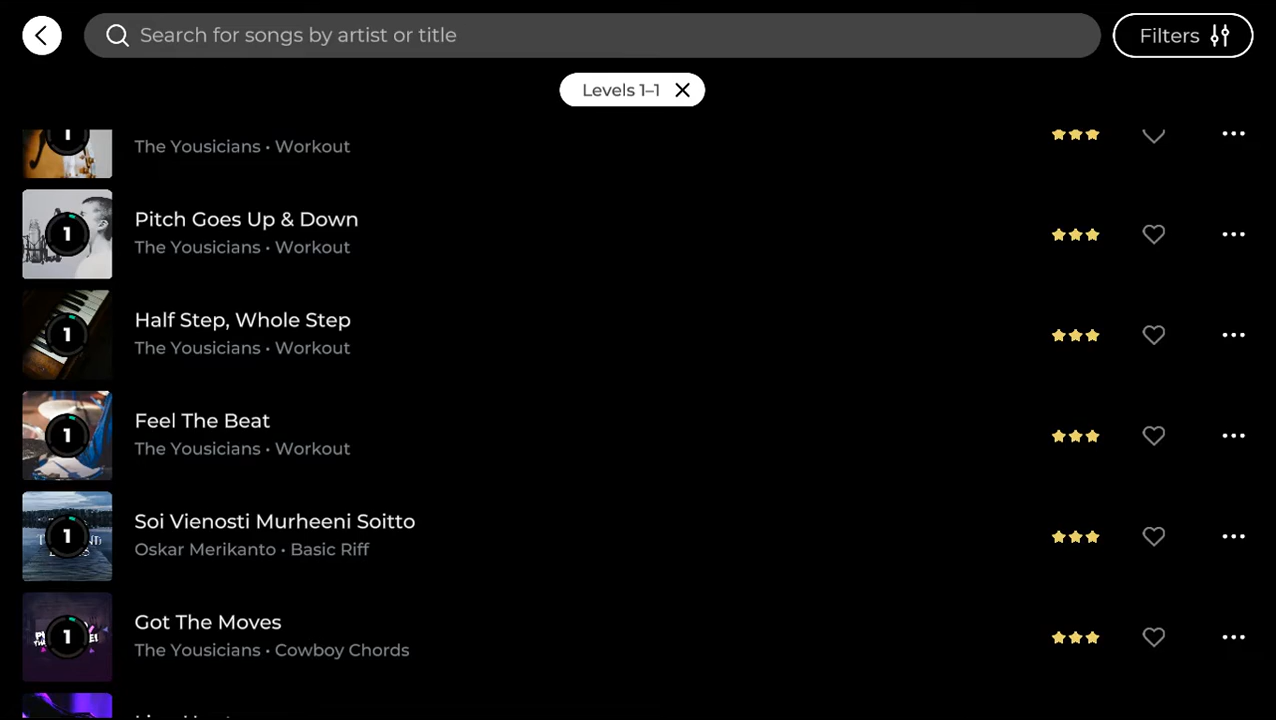 Search for songs by artist or title
Filters
Levels 1–1
1
The Yousicians • Workout
1
Pitch Goes Up & Down
The Yousicians • Workout
1
Half Step, Whole Step
The Yousicians • Workout
1
Feel The Beat
The Yousicians • Workout
1
Soi Vienosti Murheeni Soitto
Oskar Merikanto • Basic Riff
1
Got The Moves
The Yousicians • Cowboy Chords